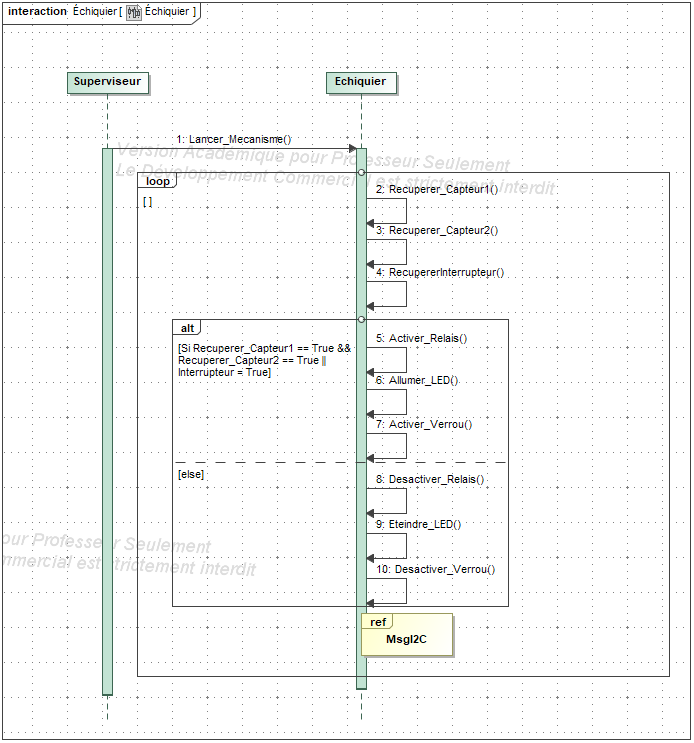 interaction Échiquier [ Échiquier ]
Superviseur
Echiquier
1: Lancer_Mecanisme()
Version Académique pour Professeur Seulement
Le Développement Commercial est strictement interdit
loop
[ ]
2: Recuperer_Capteur1()
3: Recuperer_Capteur2()
4: RecupererInterrupteur()
alt
[Si Recuperer_Capteur1 == True &&
Recuperer_Capteur2 == True ||
Interrupteur = True]
5: Activer_Relais()
6: Allumer_LED()
7: Activer_Verrou()
[else]
8: Desactiver_Relais()
9: Eteindre_LED()
10: Desactiver_Verrou()
our Professeur Seulement
mmercial est strictement interdit
ref
MsgI2C